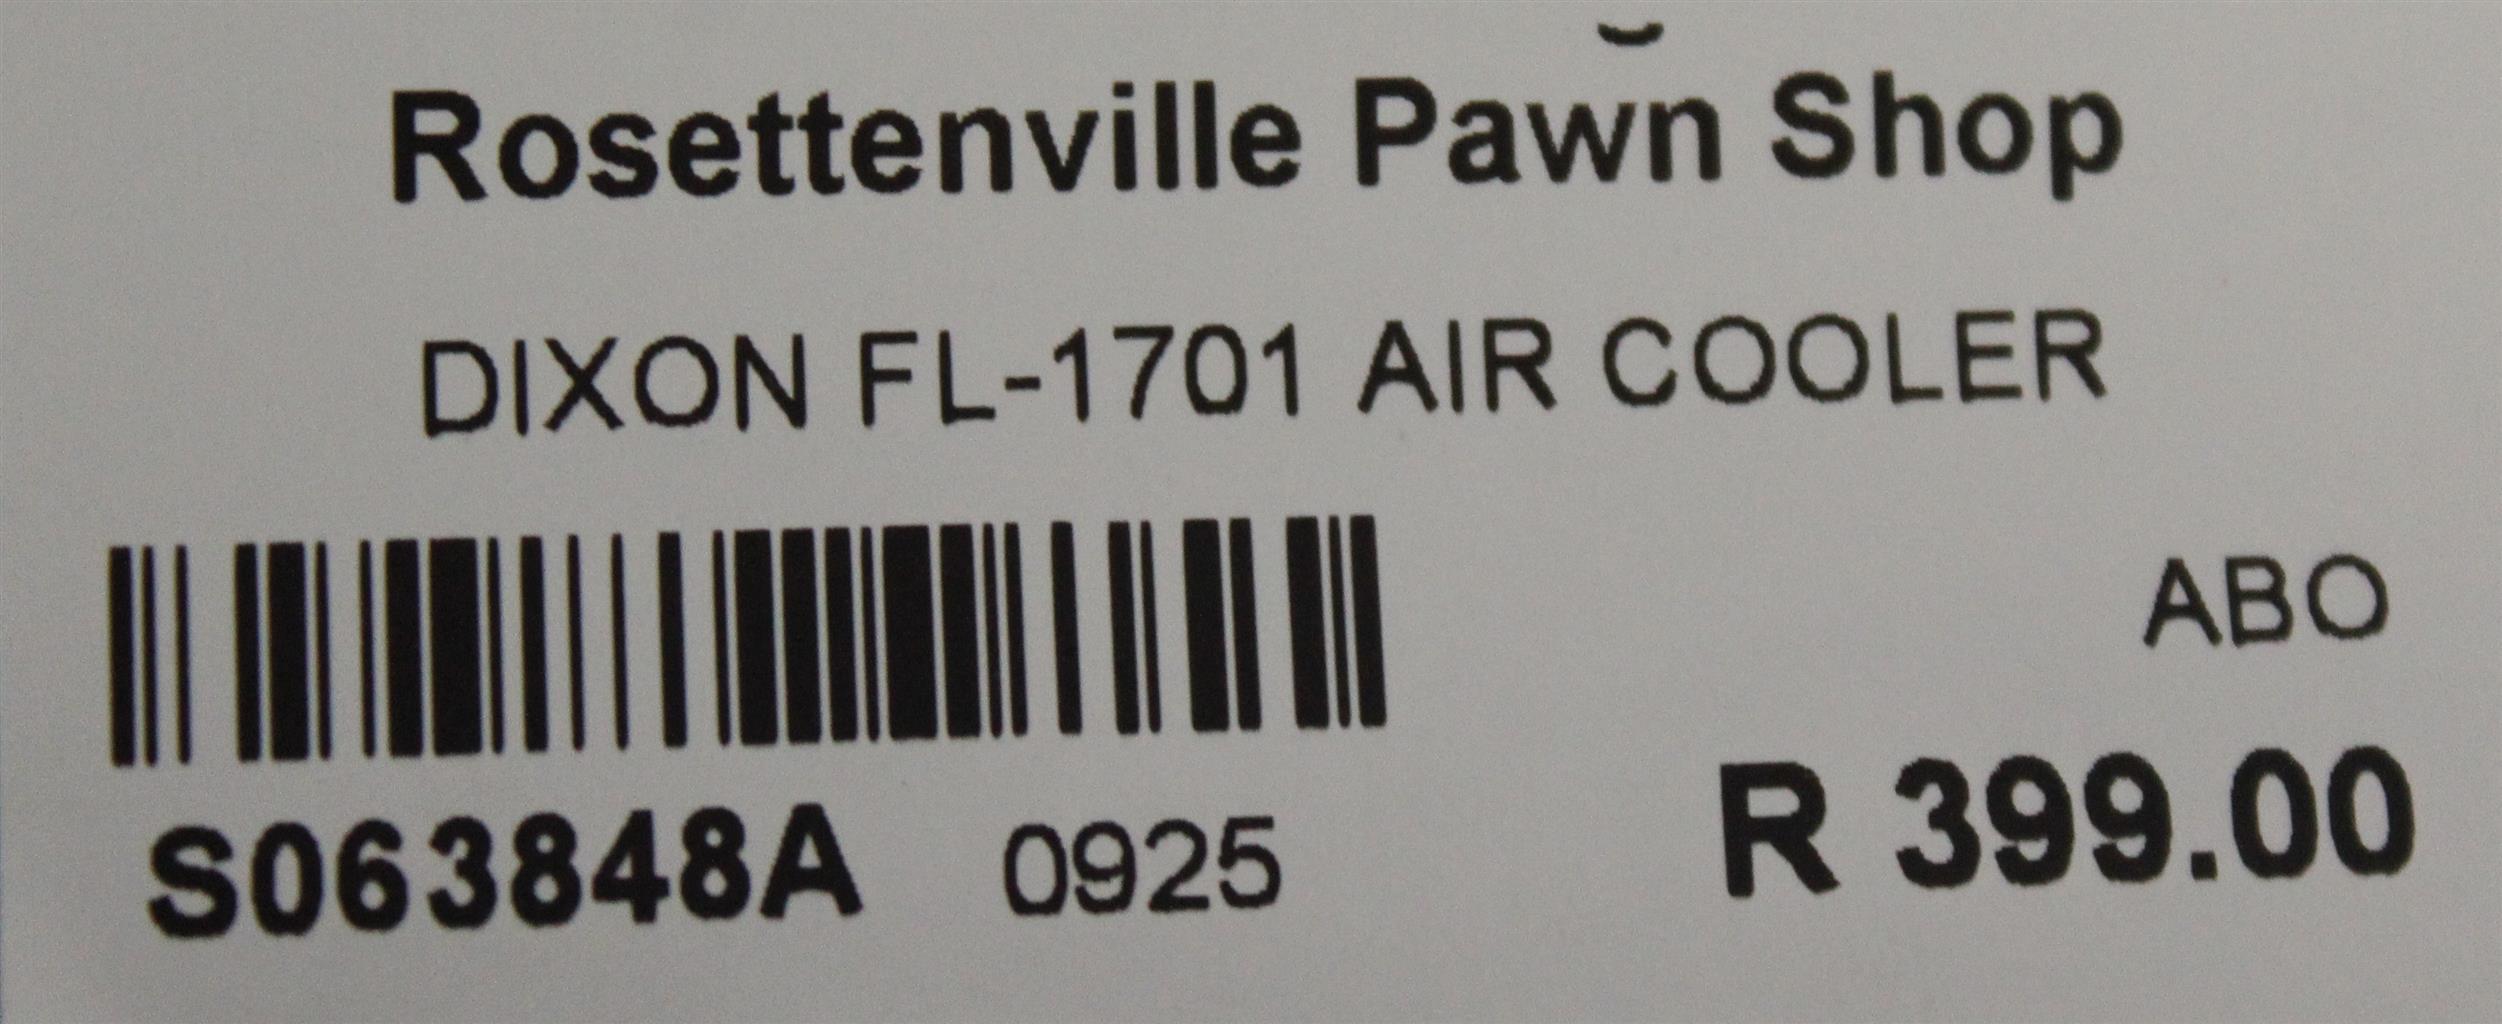 Rosettenville Pawn Shop
DIXON FL-1701 AIR COOLER
ABO
S063848A 0925 R 399.00